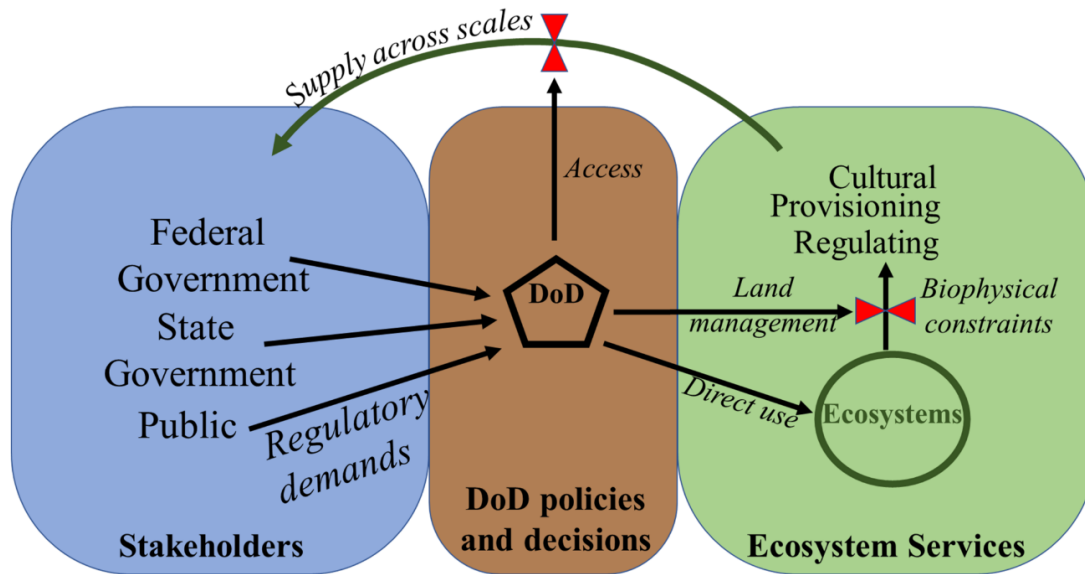 Supply across scales
Access
Federal
Government
State
Government
Public
Regulatory
demands
Stakeholders
DoD
DoD policies
and decisions
Land
management
Direct use
Cultural
Provisioning
Regulating
Biophysical
constraints
Ecosystems
Ecosystem Services